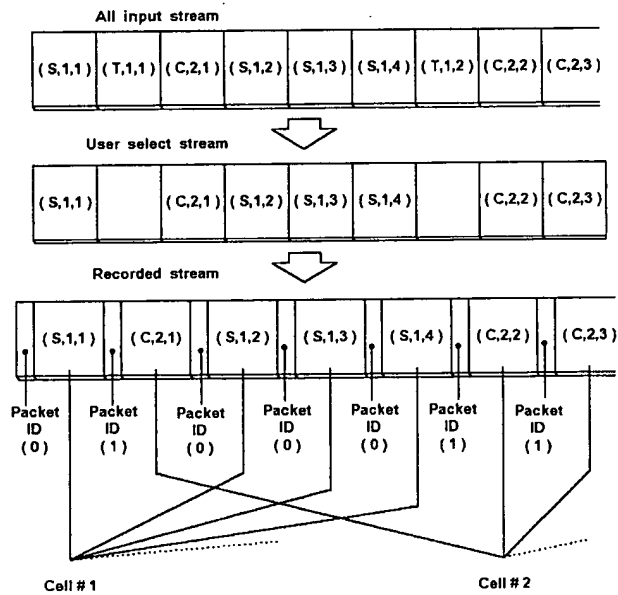 All input stream
( S,1,1 ) ( T,1,1 ) ( C,2,1 ) ( S,1,2 ) ( S,1,3 ) ( S,1,4 ) ( T,1,2 ) ( C,2,2 ) ( C,2,3 )
User select stream
( S,1,1 ) ( C,2,1 ) ( S,1,2 ) ( S,1,3 ) ( S,1,4 ) ( C,2,2 ) ( C,2,3 )
Recorded stream
( S,1,1 ) ( C,2,1 ) ( S,1,2 ) ( S,1,3 ) ( S,1,4 ) ( C,2,2 ) ( C,2,3 )
Packet Packet Packet Packet Packet Packet Packet
ID ID ID ID ID ID ID
( 0 ) ( 1 ) ( 0 ) ( 0 ) ( 0 ) ( 1 ) ( 1 )
Cell # 1 Cell # 2